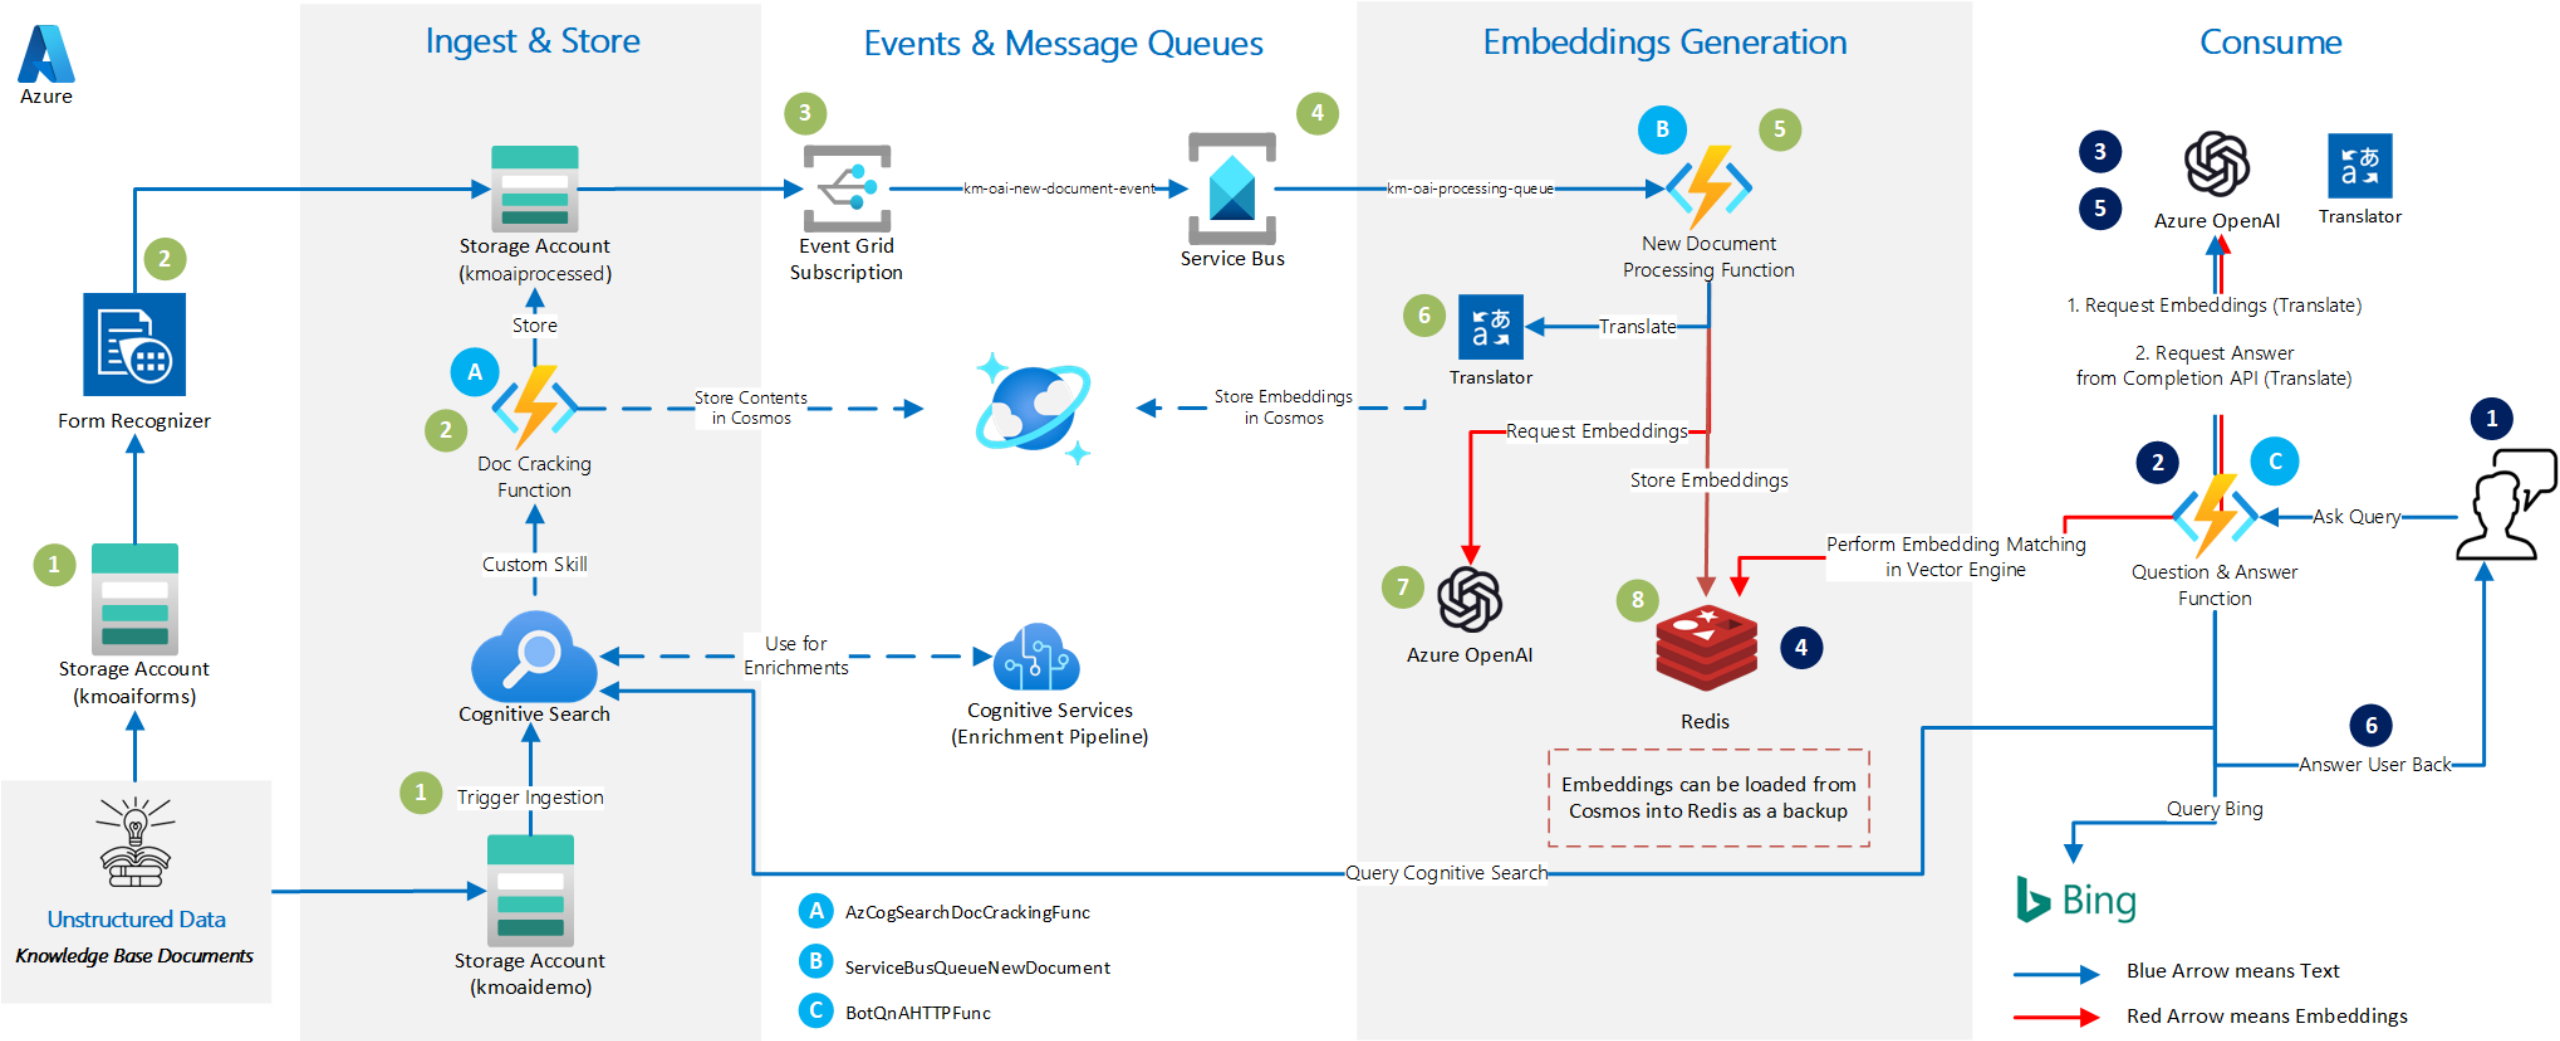 Azure
Ingest & Store
Events & Message Queues
Embeddings Generation
Consume
3
4
B
5
3
5
Azure OpenAI
Translator
km-oai-new-document-event
km-oai-processing-queue
Storage Account
(kmoaiprocessed)
Event Grid
Subscription
Service Bus
New Document
Processing Function
2
Form Recognizer
Store
A
2
Doc Cracking
Function
Store Contents
in Cosmos
Store Embeddings
in Cosmos
6
Translator
Translate
1. Request Embeddings (Translate)
2. Request Answer
from Completion API (Translate)
Request Embeddings
Store Embeddings
1
2
C
Ask Query
Question & Answer
Function
Perform Embedding Matching
in Vector Engine
Custom Skill
1
Storage Account
(kmoaiforms)
7
Azure OpenAI
8
4
Redis
Use for
Enrichments
Cognitive Search
Cognitive Services
(Enrichment Pipeline)
Embeddings can be loaded from
Cosmos into Redis as a backup
6
Answer User Back
Query Bing
Bing
1
Trigger Ingestion
Query Cognitive Search
Unstructured Data
Knowledge Base Documents
Storage Account
(kmoaidemo)
A AzCogSearchDocCrackingFunc
B ServiceBusQueueNewDocument
C BotQnAHTTPFunc
Blue Arrow means Text
Red Arrow means Embeddings